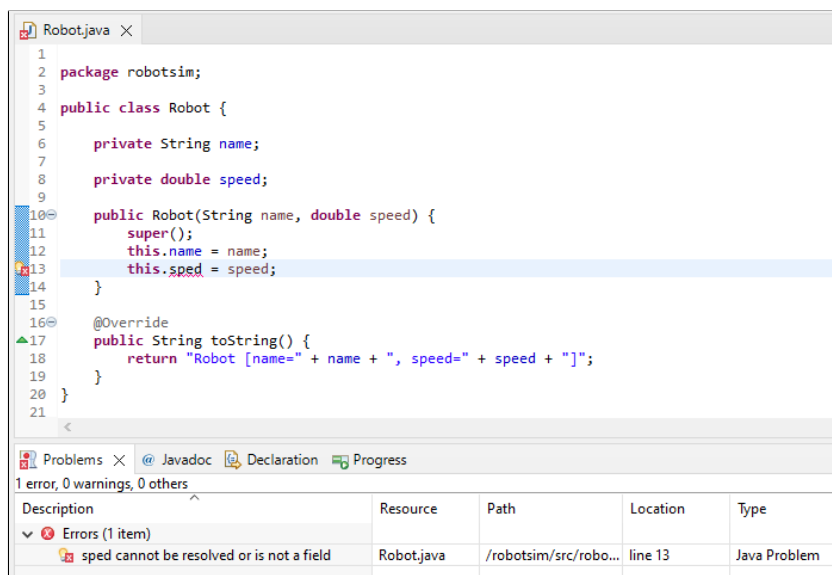 Robot.java
1
2 package robotsim;
3
4 public class Robot {
5
6 private String name;
7
8 private double speed;
9
10 public Robot(String name, double speed) {
11 super();
12 this.name = name;
13 this.sped = speed;
14 }
15
16 @Override
17 public String toString() {
18 return "Robot [name=" + name + ", speed=" + speed + "]";
19 }
20 }
21
Problems @ Javadoc Declaration Progress
1 error, 0 warnings, 0 others
Description Resource Path Location Type
Errors (1 item)
sped cannot be resolved or is not a field Robot.java /robotsim/src/robo... line 13 Java Problem